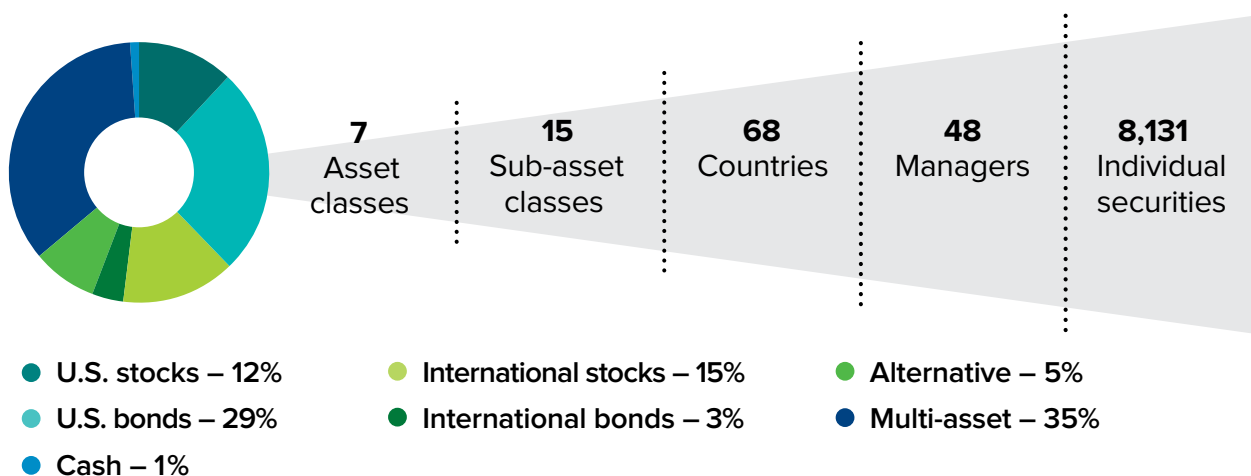 7
Asset
classes
15
Sub-asset
classes
68
Countries
48
Managers
8,131
Individual
securities
U.S. stocks – 12%
U.S. bonds – 29%
Cash – 1%
International stocks – 15%
International bonds – 3%
Alternative – 5%
Multi-asset – 35%